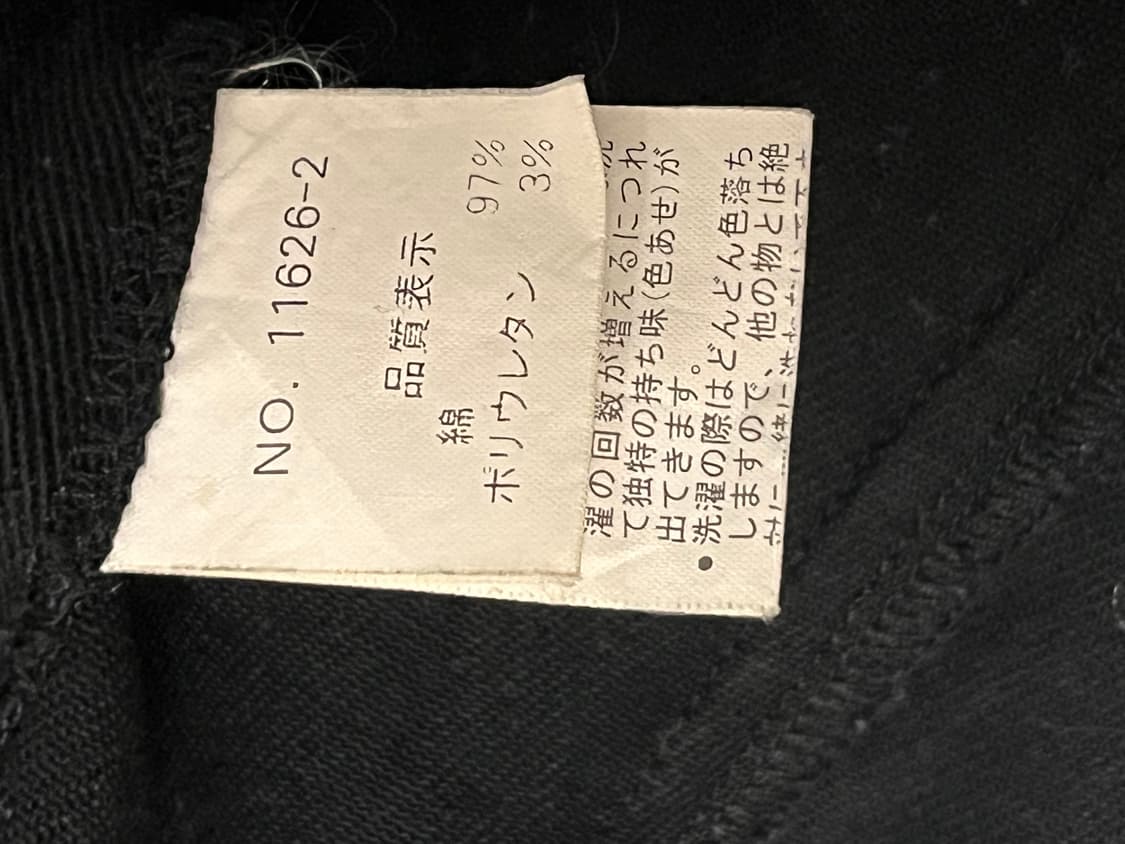 NO. 11626-2
品質表示
綿 97%
ポリウレタン 3%
濯の回数が増えるにつれ
て独特の持ち味(色あせ)が
出てきます。
●洗濯の際はどんどん色落ち
しますので、他の物とは絶